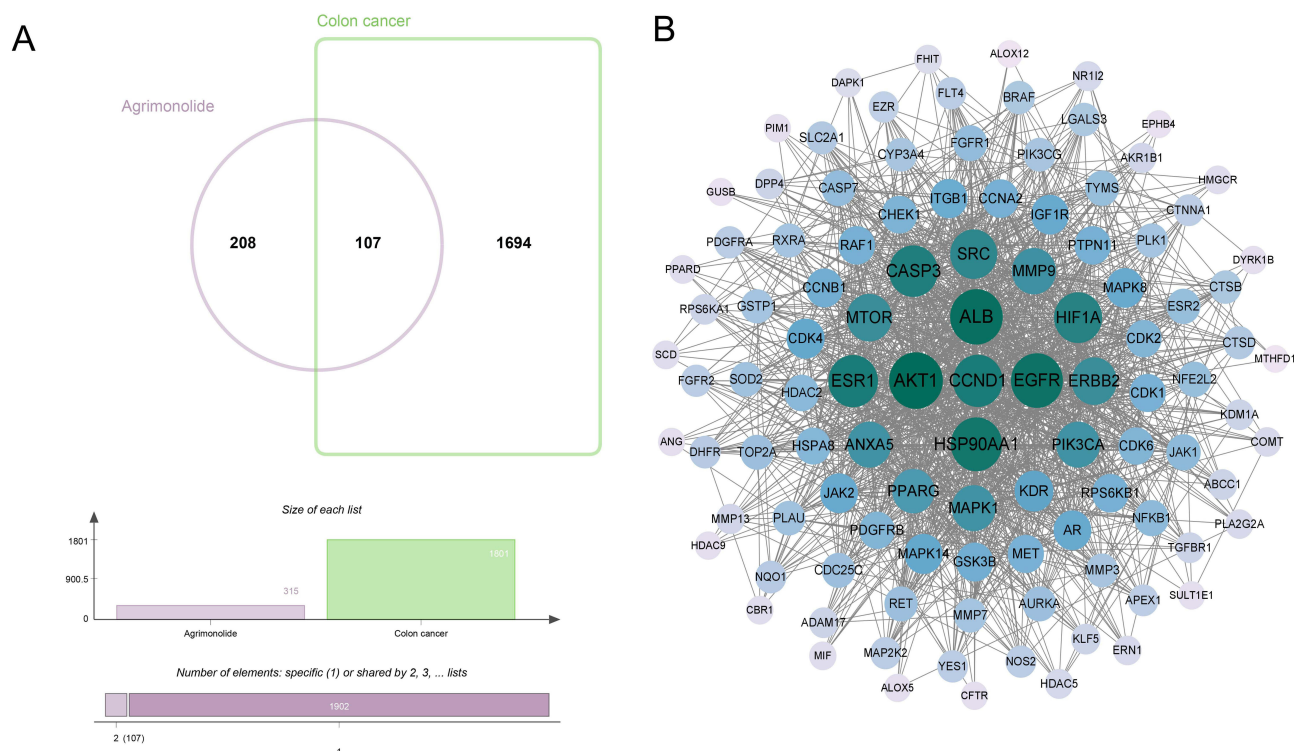 A
Colon cancer
Agrimonolide
208
107
1694
Size of each list
1801
1801
900.5
315
0
Agrimonolide
Colon cancer
Number of elements: specific (1) or shared by 2, 3, ... lists
1902
2 (107)
B
ALOX12
FHIT
NR1I2
DAPK1
FLT4
BRAF
EZR
LGALS3
EPHB4
PIM1
SLC2A1
FGFR1
CYP3A4
PIK3CG
AKR1B1
DPP4
CASP7
TYMS
HMGCR
GUSB
ITGB1
CCNA2
CTNNA1
CHEK1
IGF1R
PDGFRA
RXRA
RAF1
PTPN11
PLK1
SRC
DYRK1B
PPARD
CASP3
MMP9
CCNB1
MAPK8
CTSB
RPS6KA1
GSTP1
ESR2
MTOR
ALB
HIF1A
CDK4
CDK2
CTSD
SCD
MTHFD1
FGFR2
SOD2
ESR1
AKT1
CCND1
EGFR
ERBB2
NFE2L2
HDAC2
CDK1
KDM1A
ANG
DHFR
TOP2A
HSPA8
ANXA5
HSP90AA1
PIK3CA
CDK6
JAK1
COMT
JAK2
PPARG
KDR
RPS6KB1
ABCC1
MMP13
PLAU
MAPK1
NFKB1
PLA2G2A
PDGFRB
AR
HDAC9
TGFBR1
MAPK14
GSK3B
MET
NQO1
CDC25C
MMP3
SULT1E1
CBR1
RET
MMP7
AURKA
APEX1
ADAM17
KLF5
MIF
MAP2K2
YES1
NOS2
ERN1
ALOX5
CFTR
HDAC5